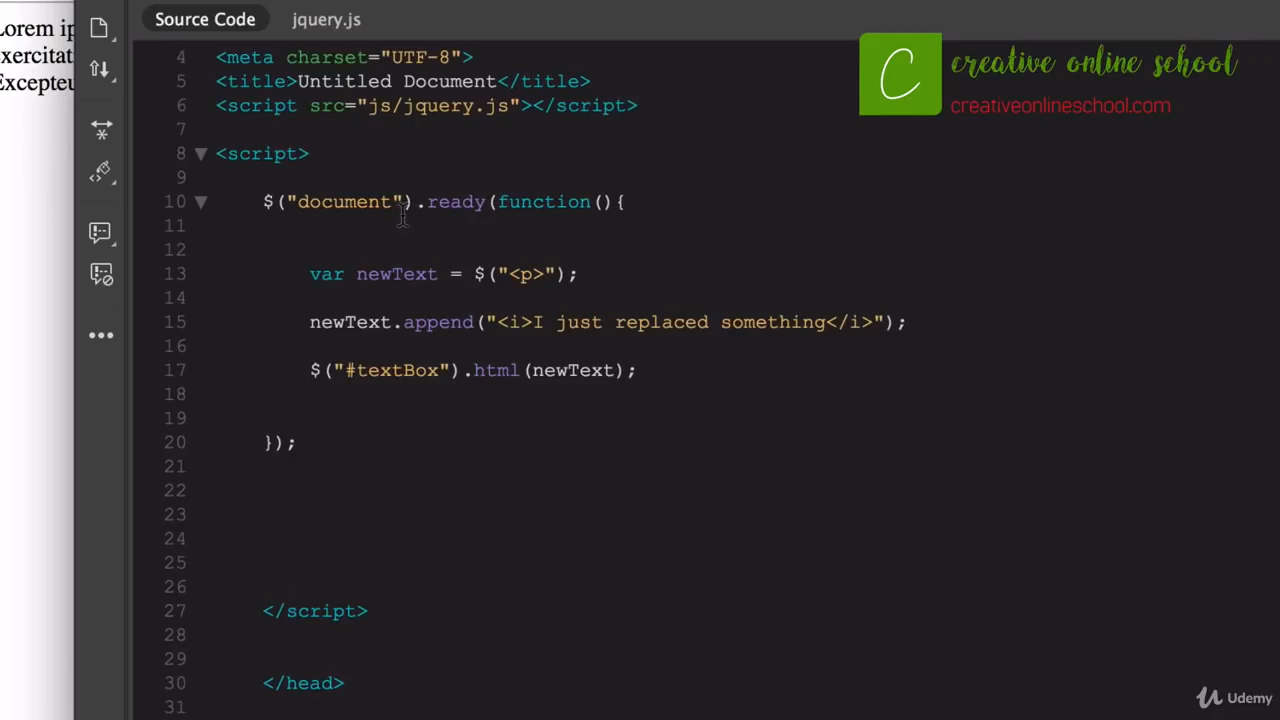 Source Code
jquery.js
creative online school
creativeonlineschool.com
C
Lorem ip
exercitat
Excepteu
4 <meta charset="UTF-8">
5 <title>Untitled Document</title>
6 <script src="js/jquery.js"></script>
7
8 <script>
9
10 $("document").ready(function(){
11
12
13 var newText = $("<p>");
14
15 newText.append("<i>I just replaced something</i>");
16
17 $("#textBox").html(newText);
18
19
20 });
21
22
23
24
25
26
27 </script>
28
29
30 </head>
31
Udemy